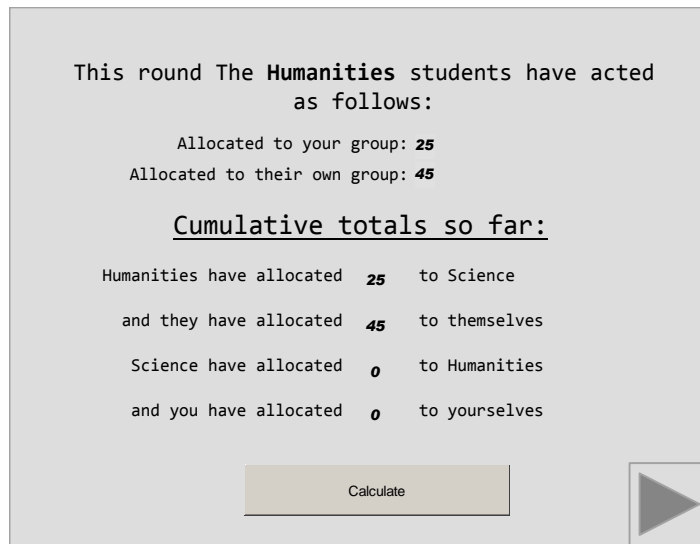 This round The Humanities students have acted
as follows:
Allocated to your group: 25
Allocated to their own group: 45
Cumulative totals so far:
Humanities have allocated 25 to Science
and they have allocated 45 to themselves
Science have allocated 0 to Humanities
and you have allocated 0 to yourselves
Calculate